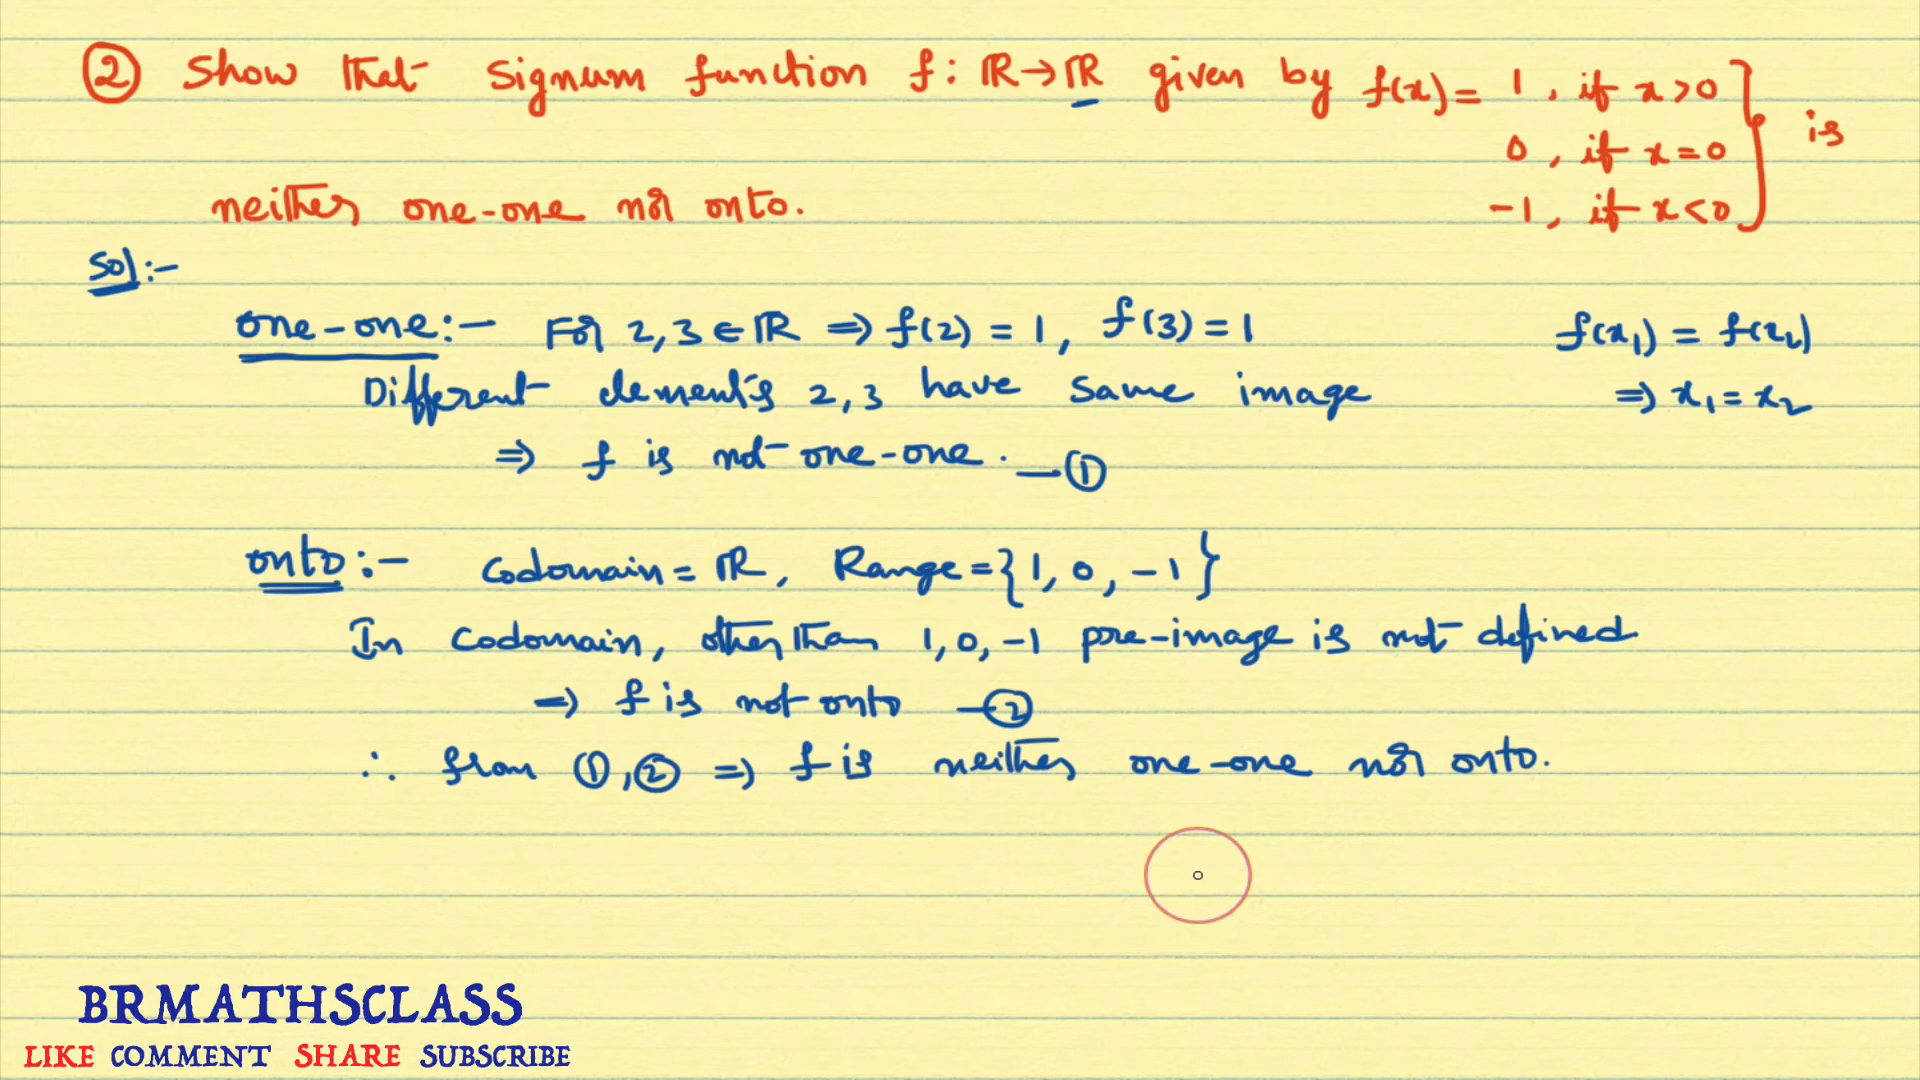 ② Show that signum function f: ℝ→ℝ given by f(x) = 1, if x>0
0, if x=0 } is
-1, if x<0
neither one-one nor onto.
Sol:-
one-one:- For 2,3 ∈ ℝ ⇒ f(2) = 1, f(3) = 1
f(x₁) = f(x₂)
Different elements 2,3 have same image
⇒ x₁ = x₂
⇒ f is not one-one. —①
onto:- Codomain = ℝ, Range = {1, 0, -1}
In Codomain, other than 1, 0, -1 pre-image is not defined
⇒ f is not onto —②
∴ from ①,② ⇒ f is neither one-one nor onto.
BRMATHSCLASS
LIKE COMMENT SHARE SUBSCRIBE